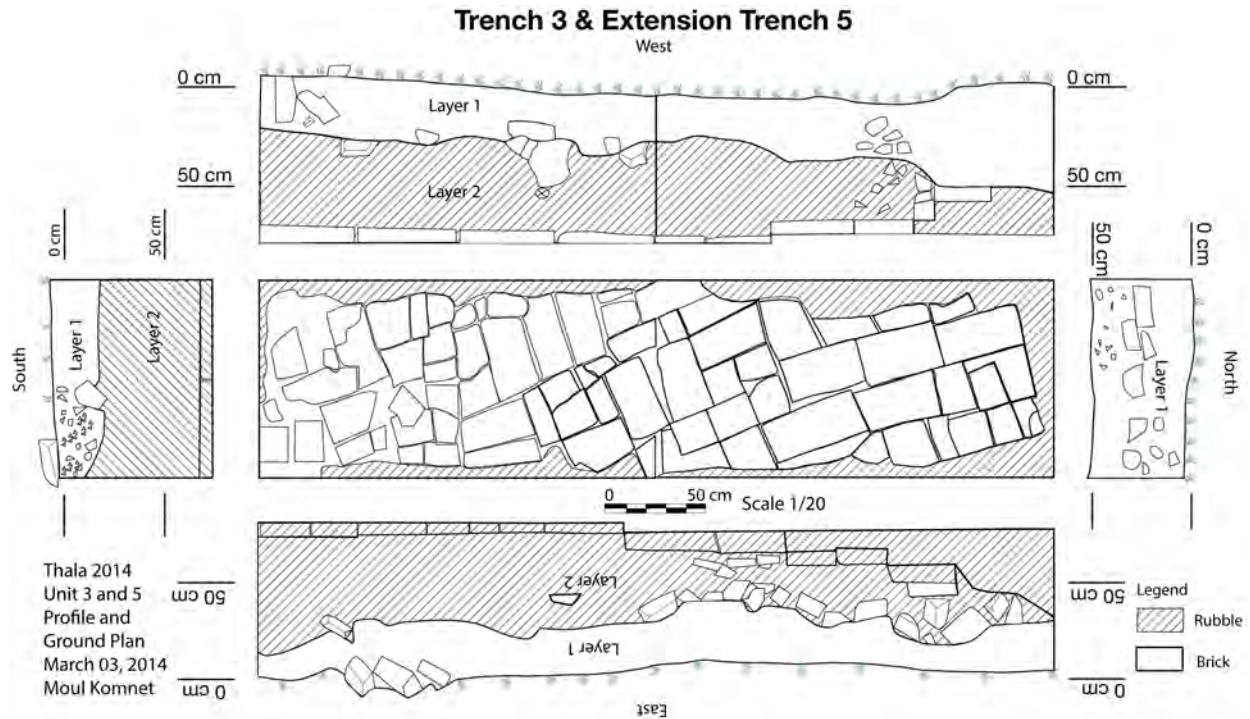 Trench 3 & Extension Trench 5
West
0 cm
0 cm
Layer 1
Layer 2
50 cm
50 cm
0 cm
50 cm
50 cm
0 cm
South
Layer 1
Layer 2
Layer 1
North
0 50 cm
Scale 1/20
Thala 2014
Unit 3 and 5
Profile and
Ground Plan
March 03, 2014
Moul Komnet
50 cm
Layer 2
50 cm
Legend
Rubble
Brick
Layer 1
0 cm
0 cm
East